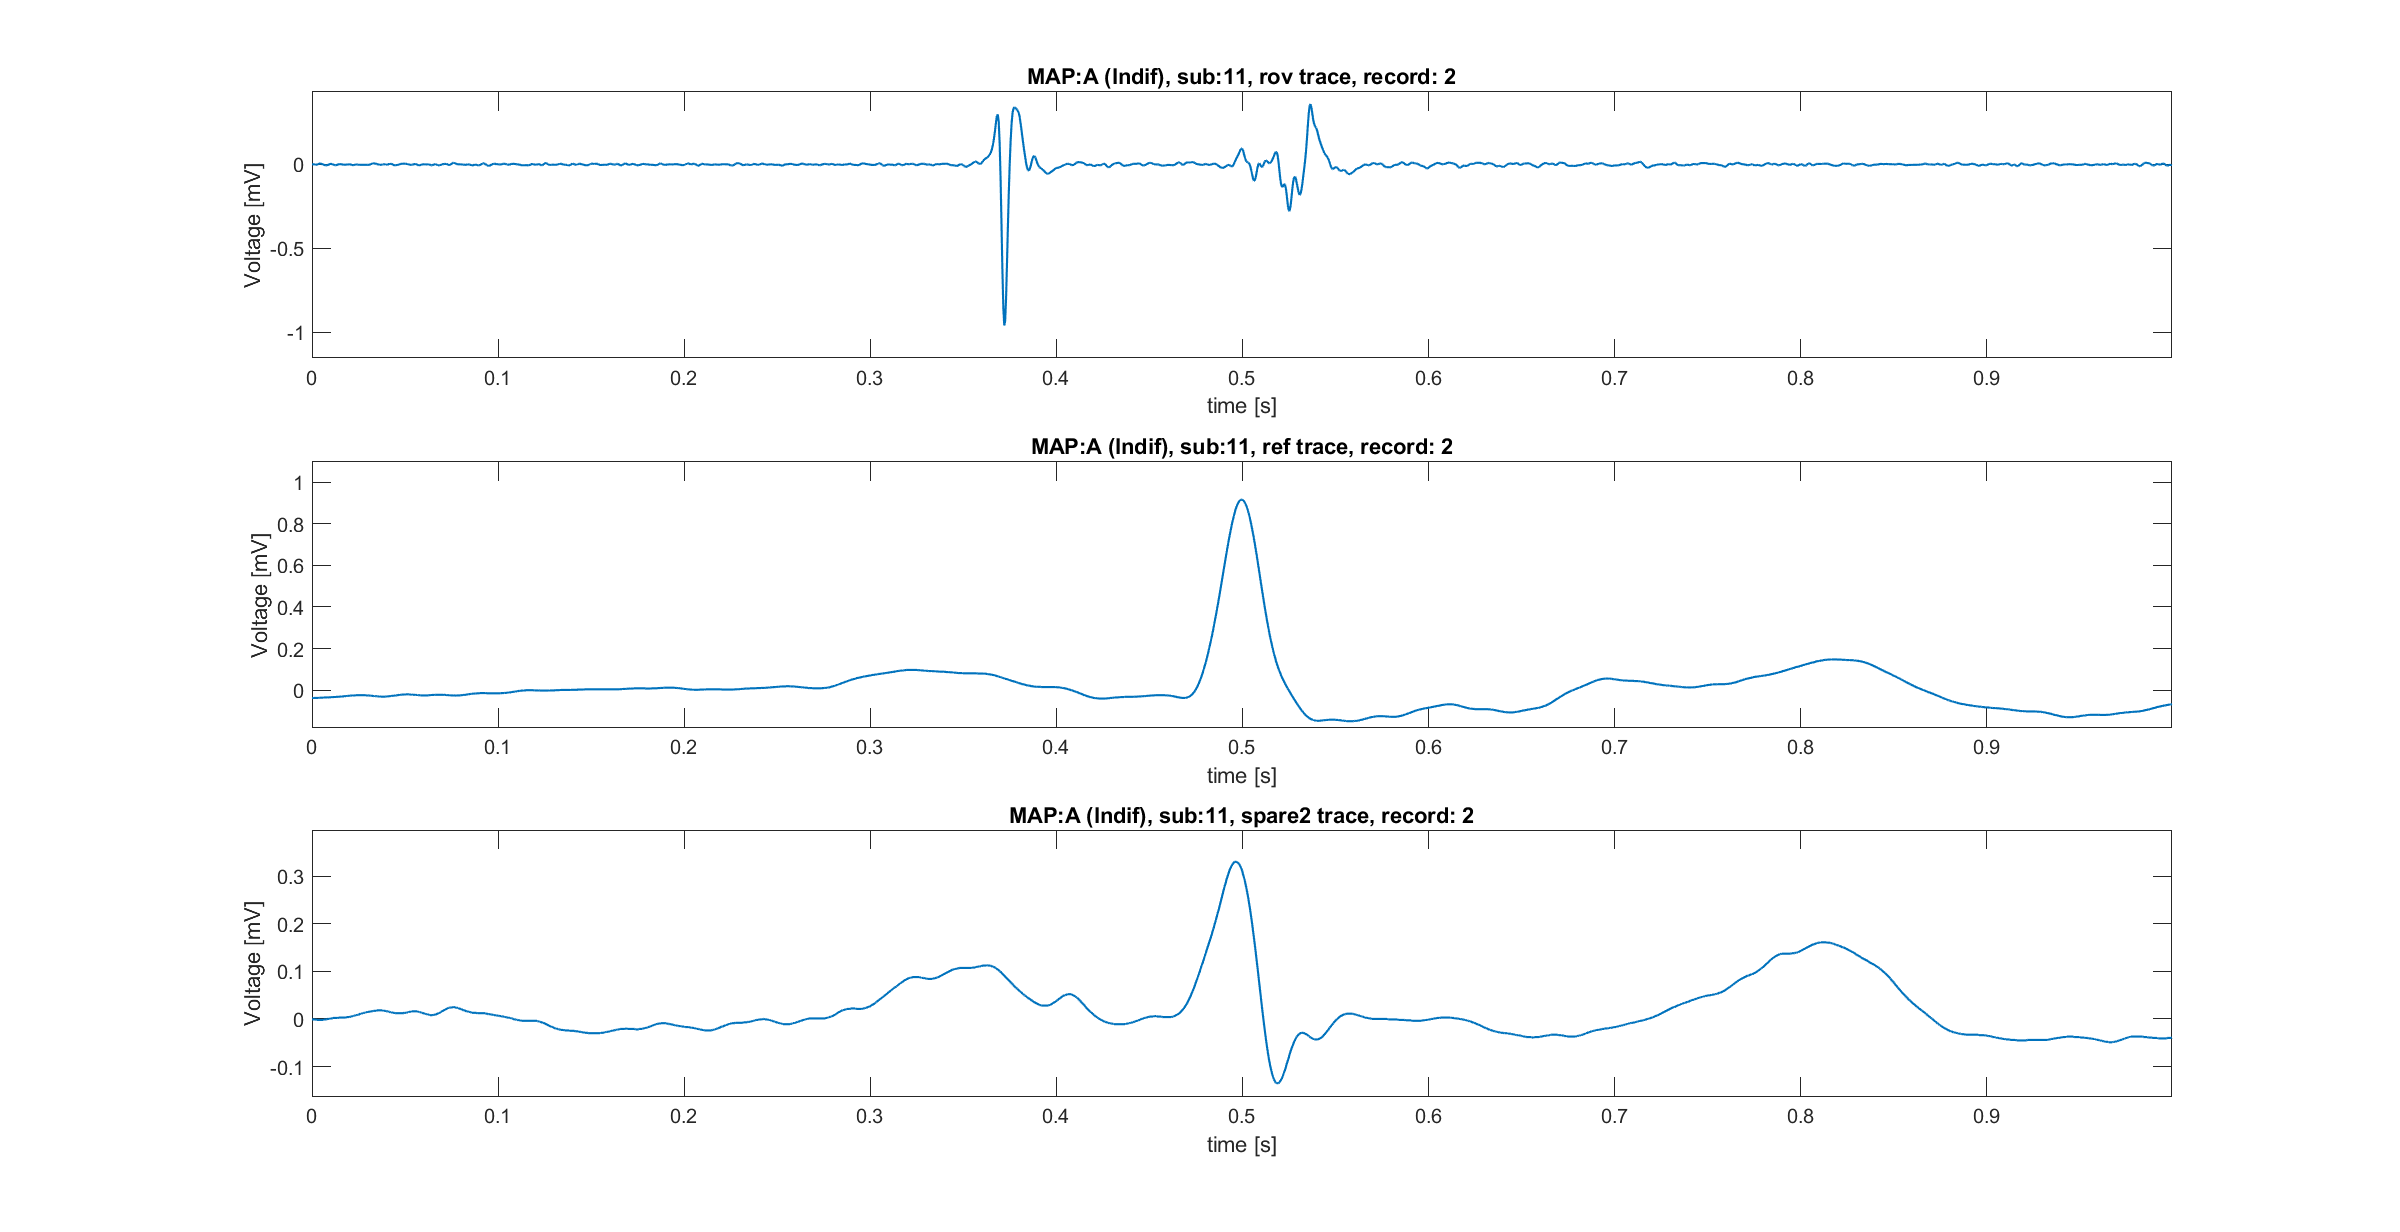 MAP:A (Indif), sub:11, rov trace, record: 2
Voltage [mV]
0
-0.5
-1
0 0.1 0.2 0.3 0.4 0.5 0.6 0.7 0.8 0.9
time [s]
MAP:A (Indif), sub:11, ref trace, record: 2
Voltage [mV]
1
0.8
0.6
0.4
0.2
0
0 0.1 0.2 0.3 0.4 0.5 0.6 0.7 0.8 0.9
time [s]
MAP:A (Indif), sub:11, spare2 trace, record: 2
Voltage [mV]
0.3
0.2
0.1
0
-0.1
0 0.1 0.2 0.3 0.4 0.5 0.6 0.7 0.8 0.9
time [s]